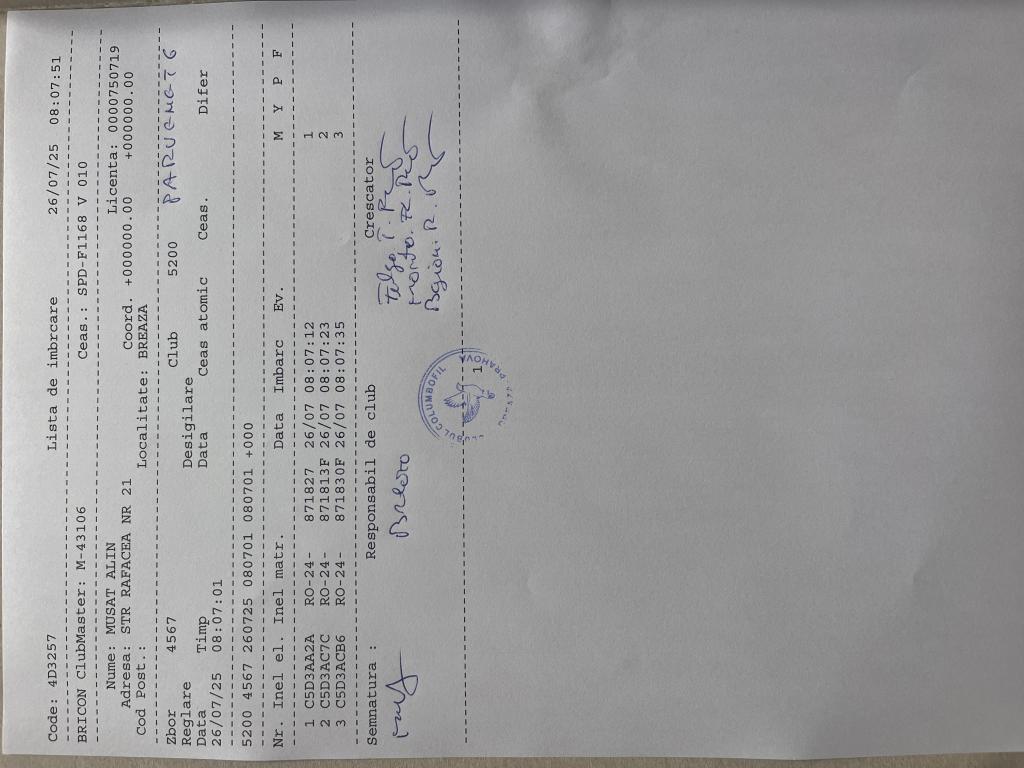 Code: 4D3257 Lista de imbrcare 26/07/25 08:07:51
BRICON ClubMaster: M-43106 Ceas.: SPD-F1168 V 010
Nume: MUSAT ALIN Licenta: 0000750719
Adresa: STR RAFACEA NR 21 Coord. +000000.00 +000000.00
Cod Post.: Localitate: BREAZA
Zbor 4567 Club 5200 PARVENETE 6
Reglare Desigilare
Data Timp Data Ceas atomic Ceas. Difer
26/07/25 08:07:01
5200 4567 260725 080701 080701 +000
Nr. Inel el. Inel matr. Data Imbarc Ev. M Y P F
1 C5D3AA2A RO-24- 871827 26/07 08:07:12 1
2 C5D3AC7C RO-24- 871813F 26/07 08:07:23 2
3 C5D3ACB6 RO-24- 871830F 26/07 08:07:35 3
Semnatura : Responsabil de club Crescator
CLUBUL COLUMBOFIL
PRAHOVA
1